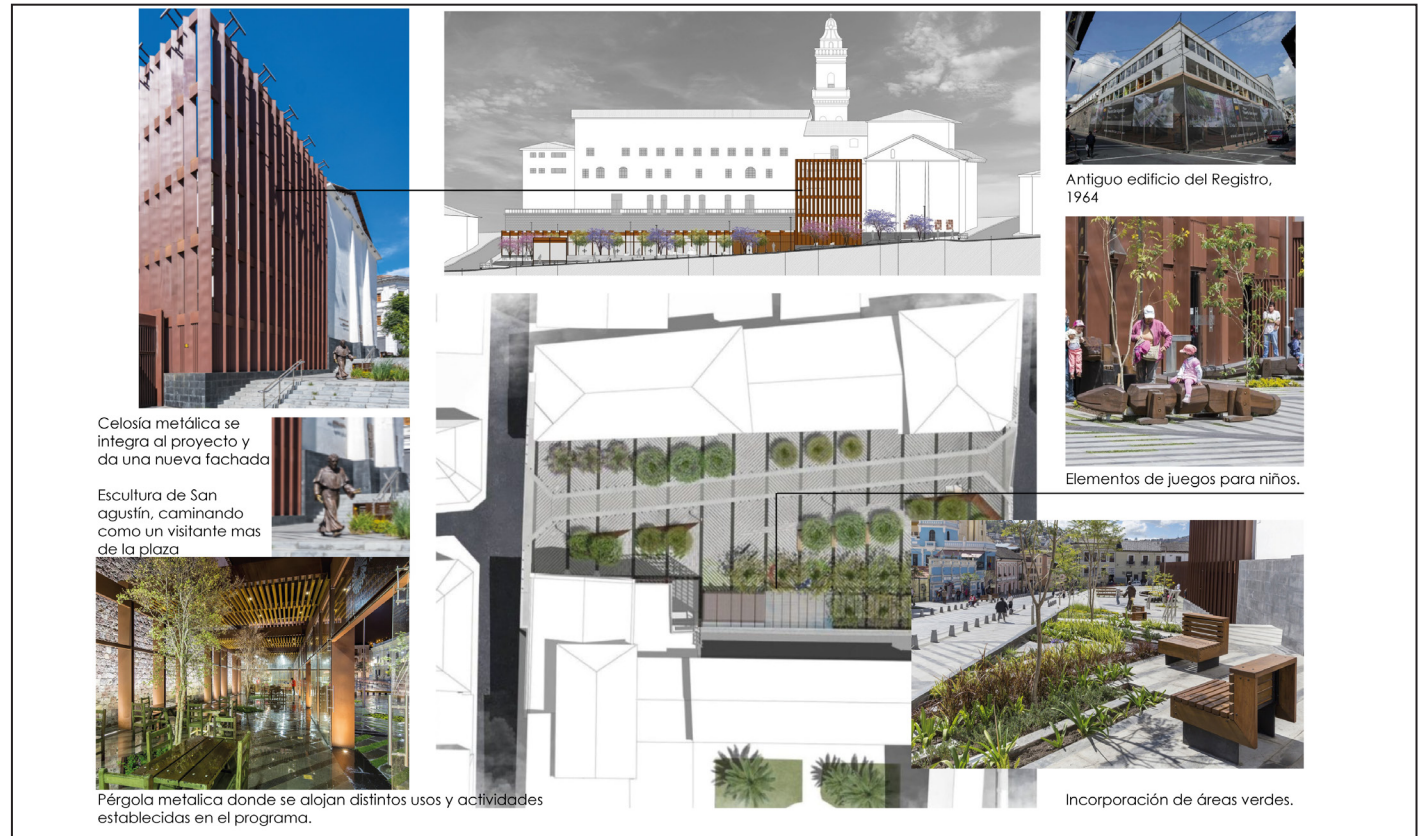 Antiguo edificio del Registro,
1964
Celosía metálica se
integra al proyecto y
da una nueva fachada
Escultura de San
agustín, caminando
como un visitante mas
de la plaza
Elementos de juegos para niños.
Pérgola metalica donde se alojan distintos usos y actividades
establecidas en el programa.
Incorporación de áreas verdes.